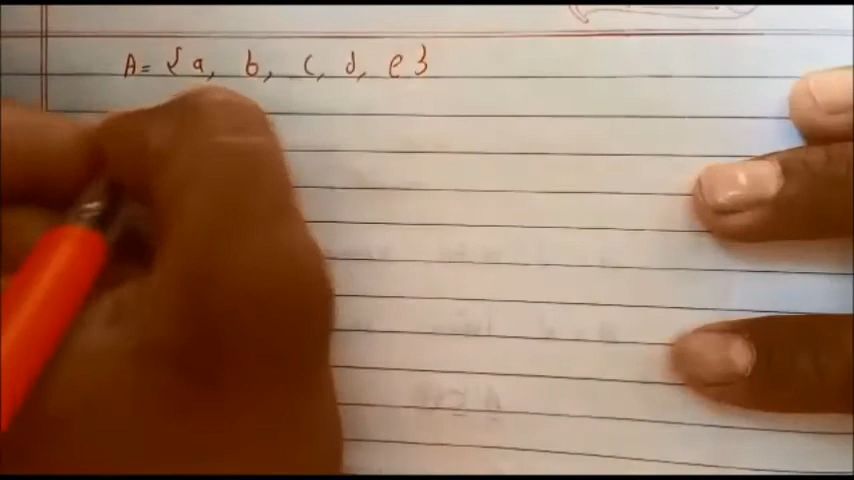 A= {a, b, c, d, e}